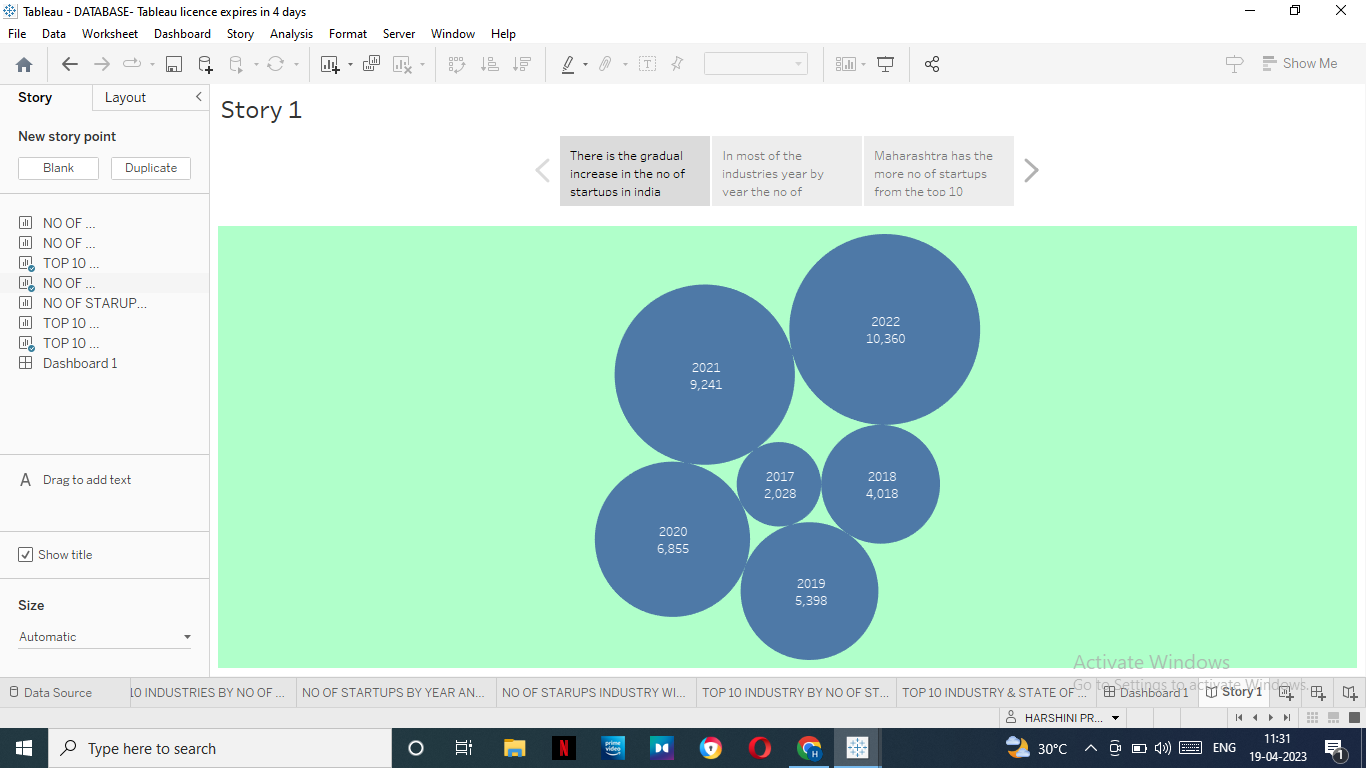 Tableau - DATABASE- Tableau licence expires in 4 days
File Data Worksheet Dashboard Story Analysis Format Server Window Help
Show Me
Story Layout
New story point
Blank Duplicate
NO OF ...
NO OF ...
TOP 10 ...
NO OF ...
NO OF STARUP...
TOP 10 ...
TOP 10 ...
Dashboard 1
A Drag to add text
Show title
Size
Automatic
Story 1
There is the gradual
increase in the no of
startups in india
In most of the
industries year by
year the no of
Maharashtra has the
more no of startups
from the top 10
2022
10,360
2021
9,241
2017
2,028
2018
4,018
2020
6,855
2019
5,398
Activate Windows
Go to Settings to activate Windows.
Data Source 10 INDUSTRIES BY NO OF ... NO OF STARTUPS BY YEAR AN... NO OF STARUPS INDUSTRY WI... TOP 10 INDUSTRY BY NO OF ST... TOP 10 INDUSTRY & STATE OF ... Dashboard 1 Story 1
HARSHINI PR...
Type here to search
N
prime video
H
30°C
ENG
11:31
19-04-2023
1